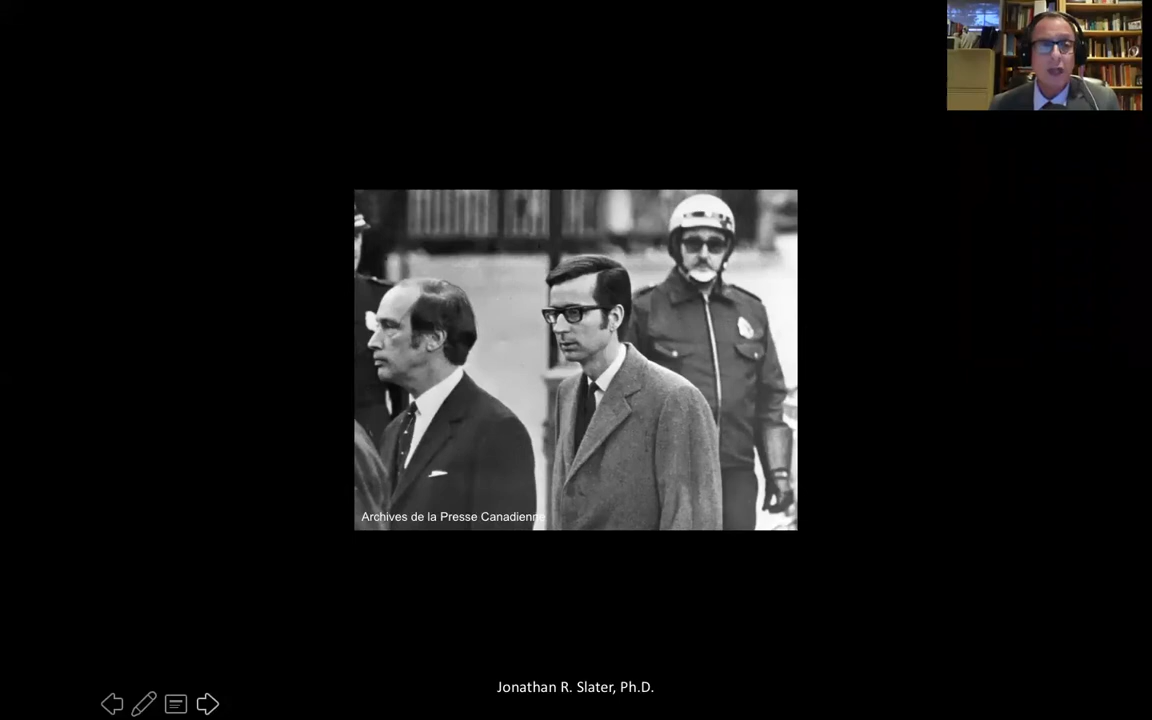 Archives de la Presse Canadienne
Jonathan R. Slater, Ph.D.